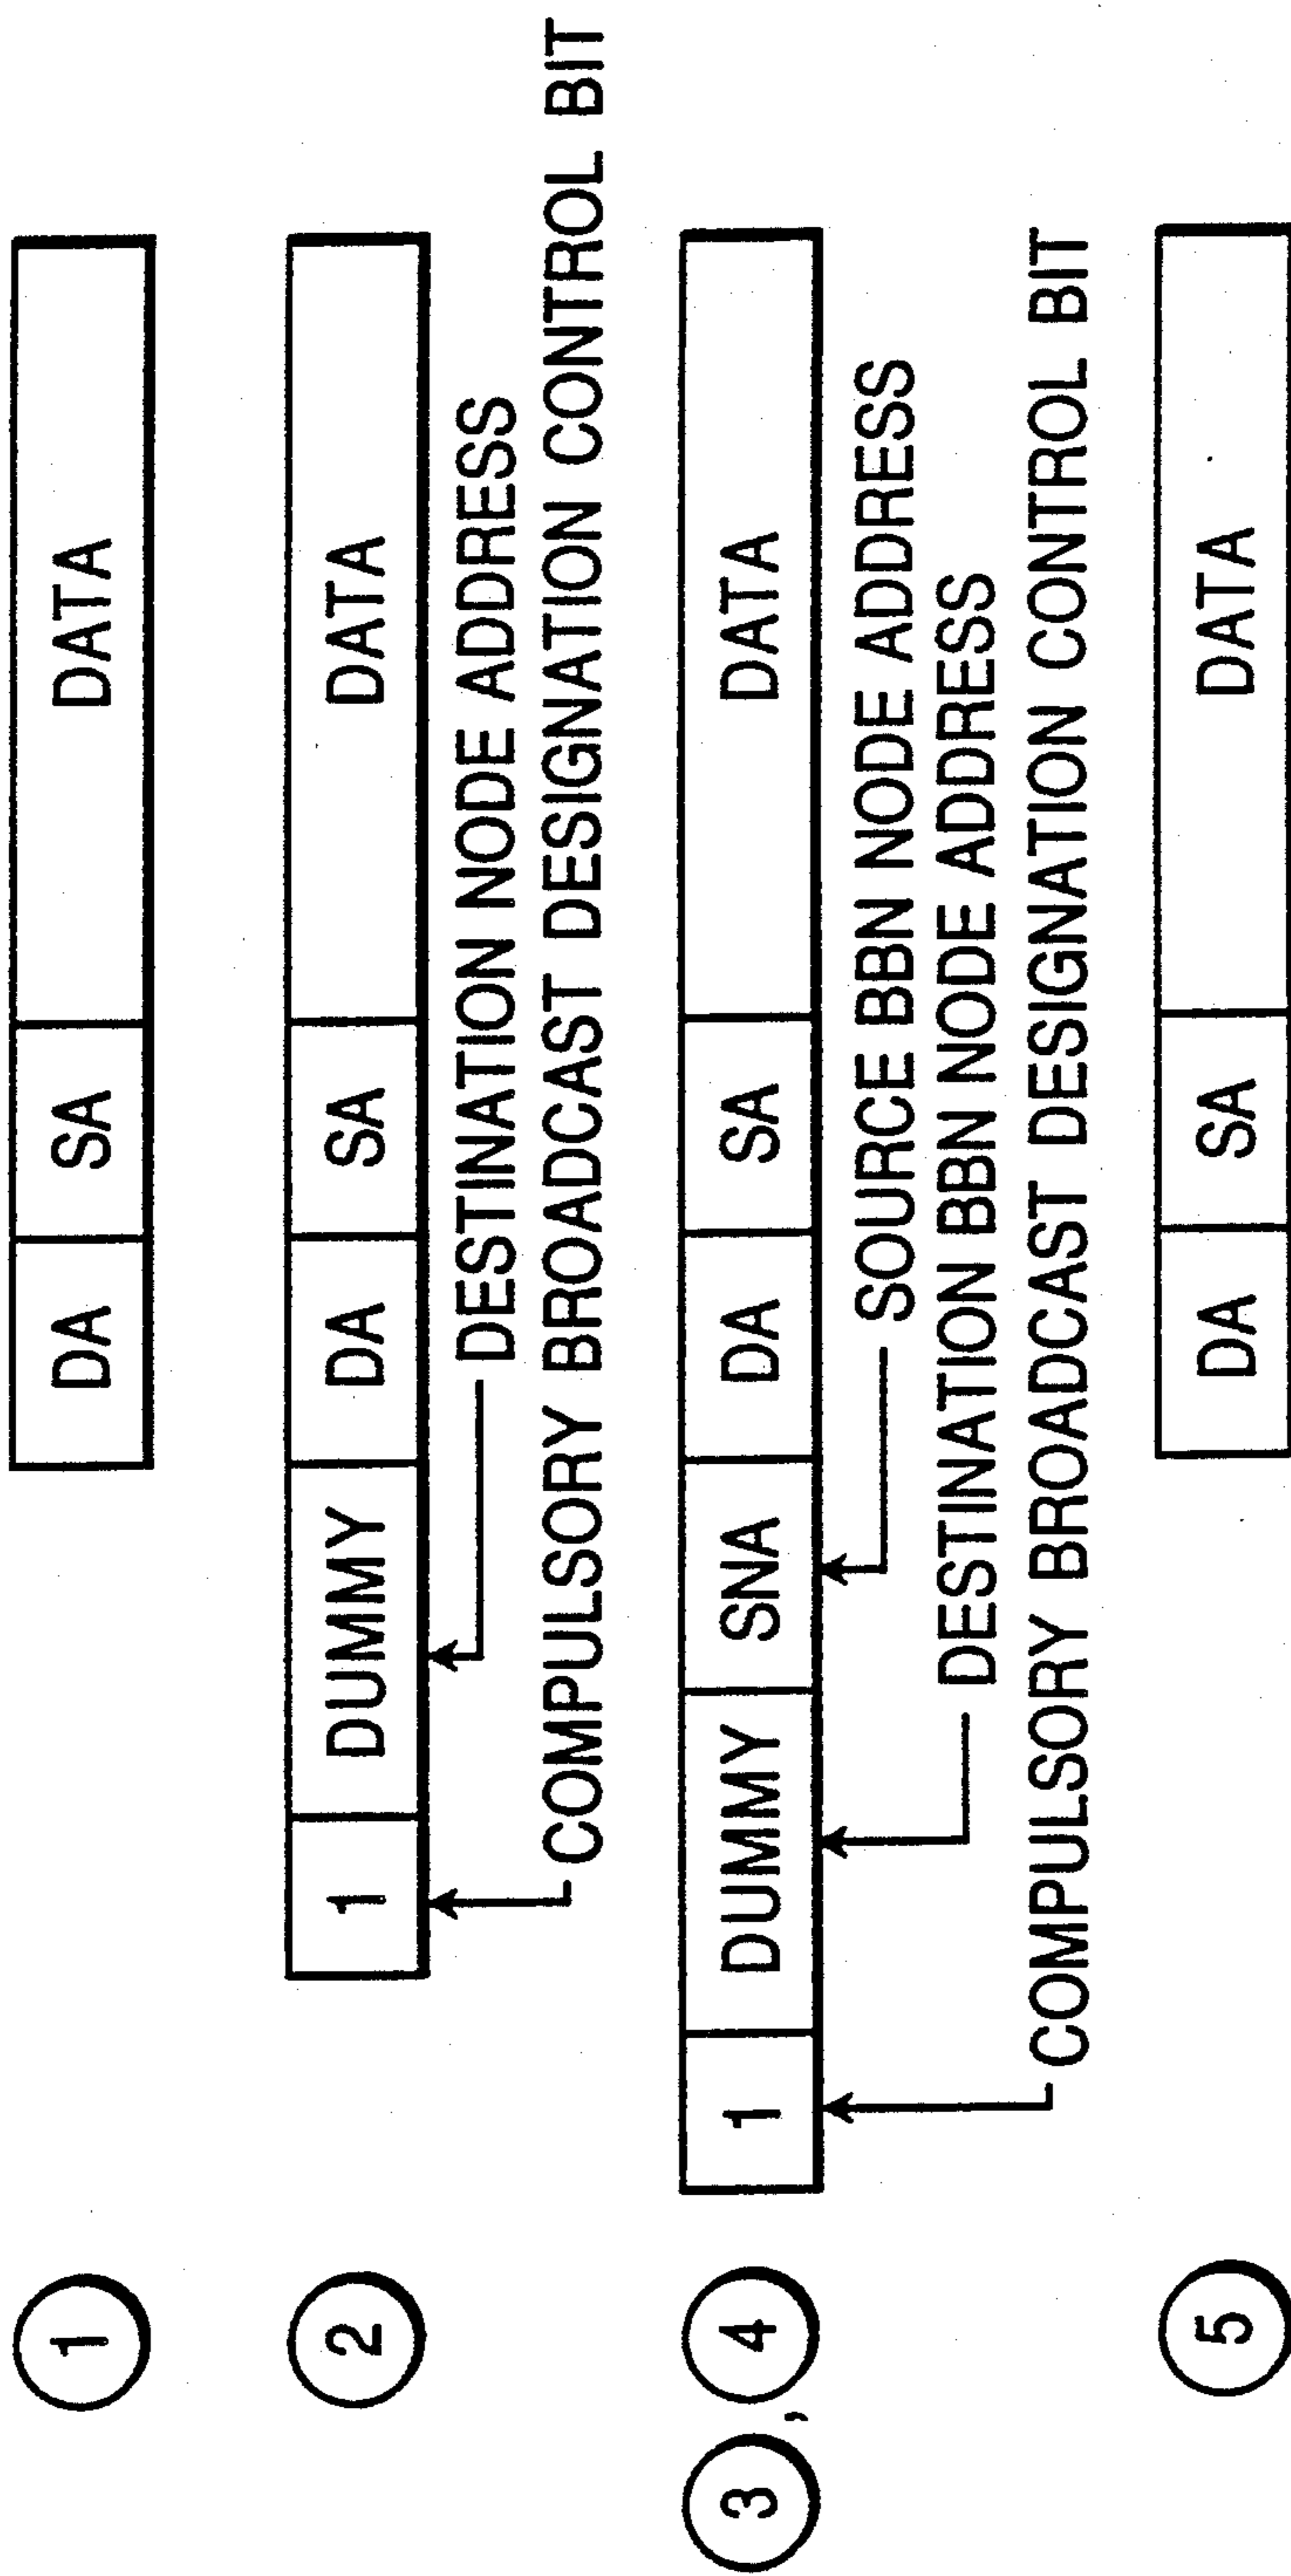 1 DA SA DATA
2 1 DUMMY DA SA DATA
DESTINATION NODE ADDRESS
COMPULSORY BROADCAST DESIGNATION CONTROL BIT
3, 4 1 DUMMY SNA DA SA DATA
SOURCE BBN NODE ADDRESS
DESTINATION BBN NODE ADDRESS
COMPULSORY BROADCAST DESIGNATION CONTROL BIT
5 DA SA DATA